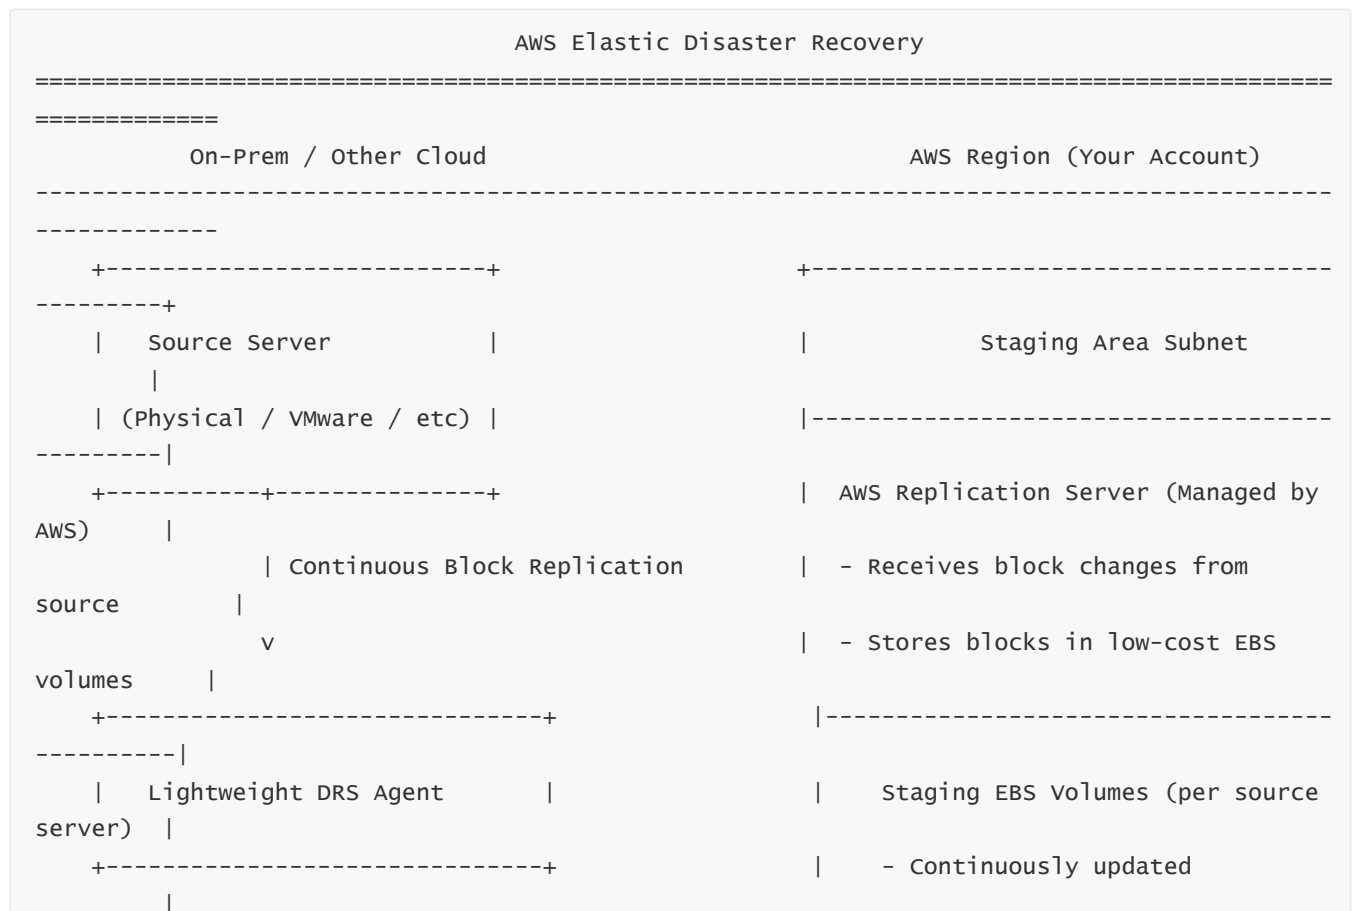 AWS Elastic Disaster Recovery
============================================================================================
=============
           On-Prem / Other Cloud                              AWS Region (Your Account)
--------------------------------------------------------------------------------------------
-------------
    +---------------------------+                     +-------------------------------------
---------+
    |   Source Server           |                     |            Staging Area Subnet
        |
    | (Physical / VMware / etc) |                     |-------------------------------------
---------|
    +-----------+---------------+                     |  AWS Replication Server (Managed by
AWS)     |
                | Continuous Block Replication        |  - Receives block changes from
source        |
                v                                     |  - Stores blocks in low-cost EBS
volumes     |
    +-------------------------------+                  |------------------------------------
----------|
    |   Lightweight DRS Agent       |                  |    Staging EBS Volumes (per source
server)  |
    +-------------------------------+                  |    - Continuously updated
         |